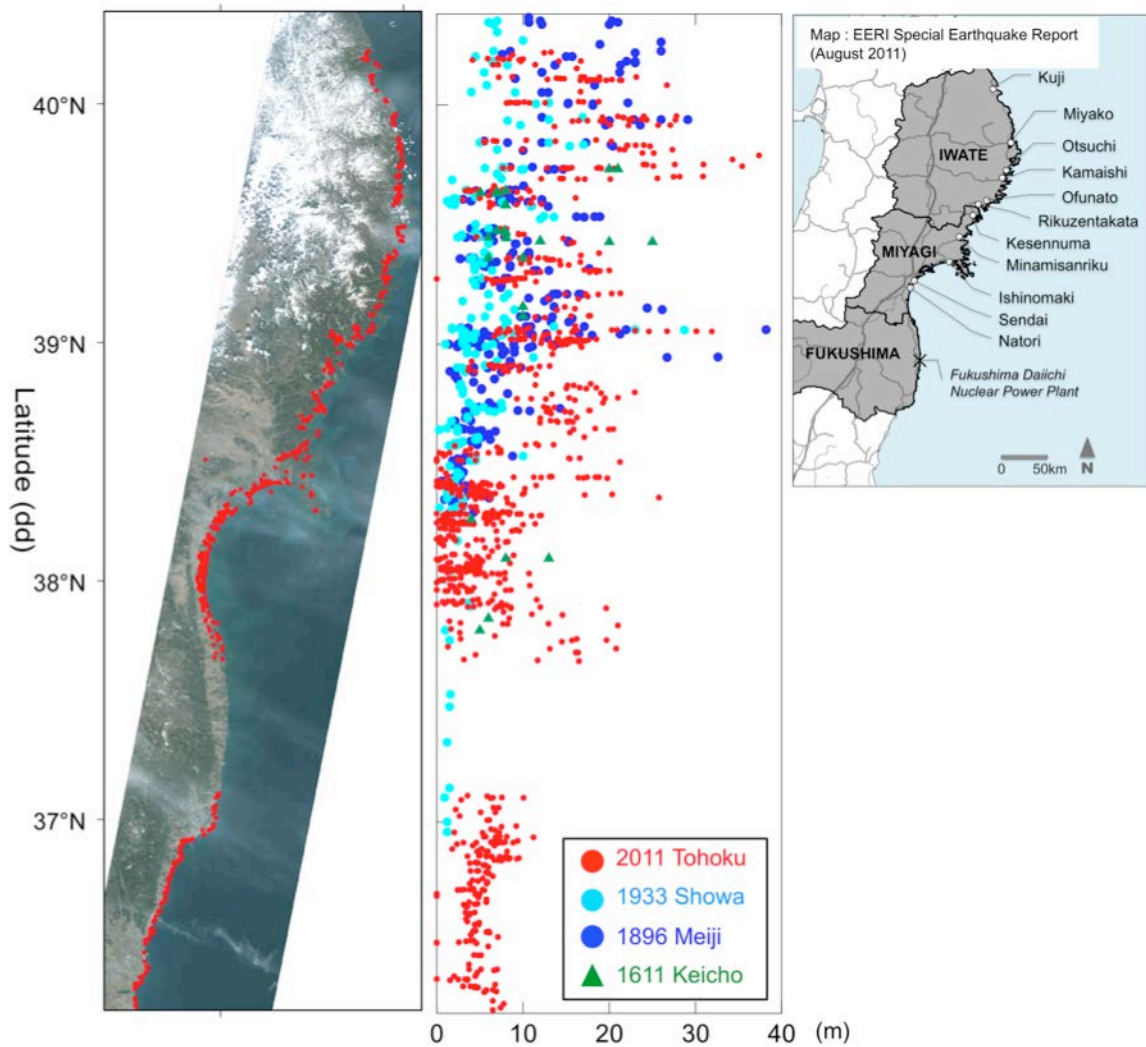 Latitude (dd)
40°N
39°N
38°N
37°N
2011 Tohoku
1933 Showa
1896 Meiji
1611 Keicho
0
10
20
30
40
(m)
Map : EERI Special Earthquake Report
(August 2011)
Kuji
Miyako
Otsuchi
IWATE
Kamaishi
Ofunato
Rikuzentakata
Kesennuma
MIYAGI
Minamisanriku
Ishinomaki
Sendai
Natori
FUKUSHIMA
Fukushima Daiichi
Nuclear Power Plant
0 50km
N